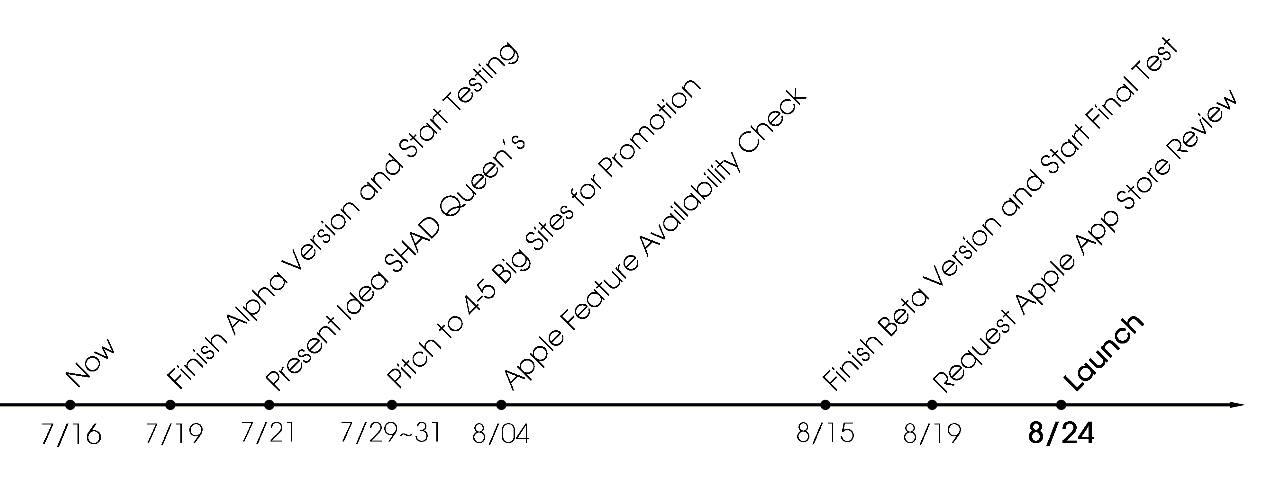 Now
Finish Alpha Version and Start Testing
Present Idea SHAD Queen's
Pitch to 4-5 Big Sites for Promotion
Apple Feature Availability Check
Finish Beta Version and Start Final Test
Request Apple App Store Review
Launch
7/16
7/19
7/21
7/29~31
8/04
8/15
8/19
8/24